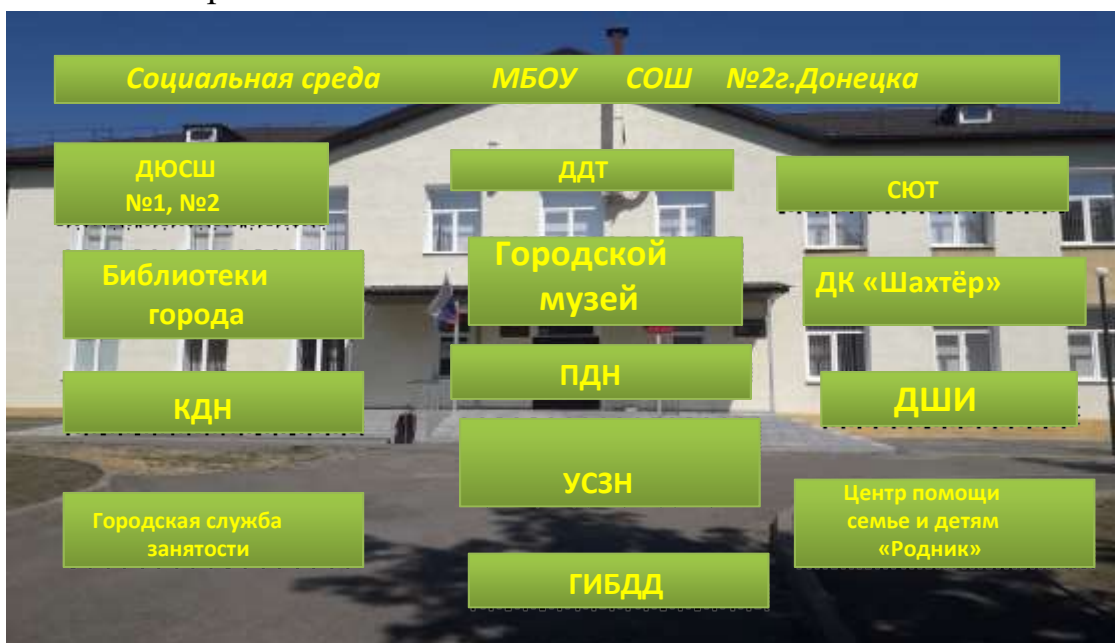 Социальная среда МБОУ СОШ №2г.Донецка
ДЮСШ
№1, №2
ДДТ
СЮТ
Библиотеки
города
Городской
музей
ДК «Шахтёр»
КДН
ПДН
ДШИ
Городская служба
занятости
УСЗН
Центр помощи
семье и детям
«Родник»
ГИБДД